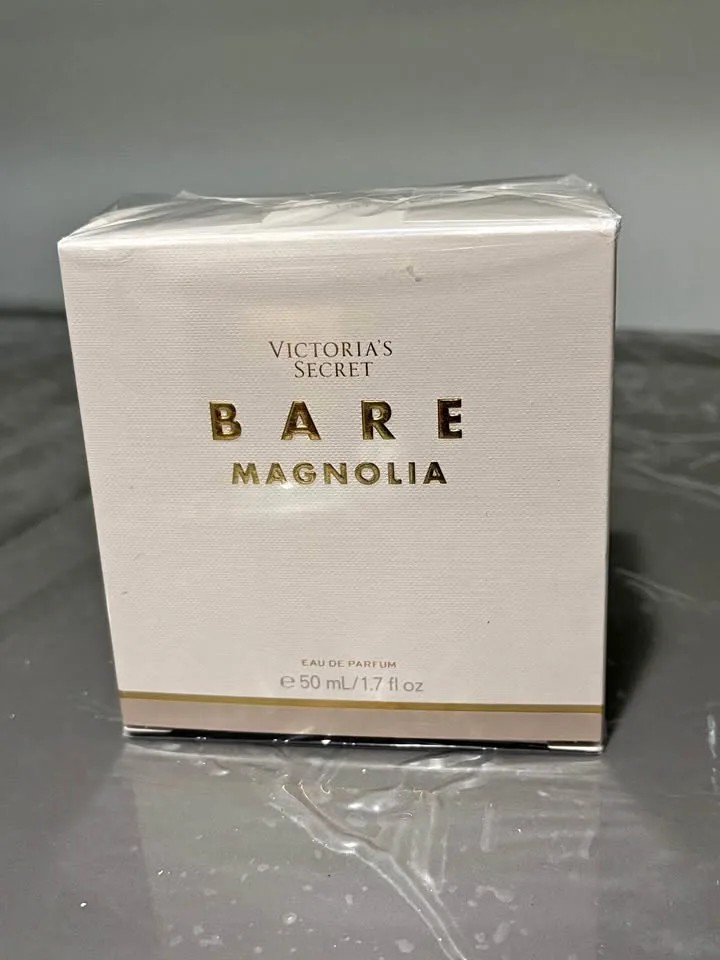 VICTORIA'S
SECRET
BARE
MAGNOLIA
EAU DE PARFUM
℮ 50 mL/1.7 fl oz